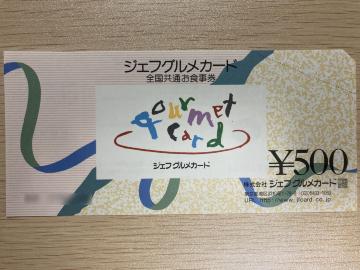 ジェフグルメカード
全国共通お食事券
gourmet
card
ジェフグルメカード
¥500
株式会社 ジェフグルメカード